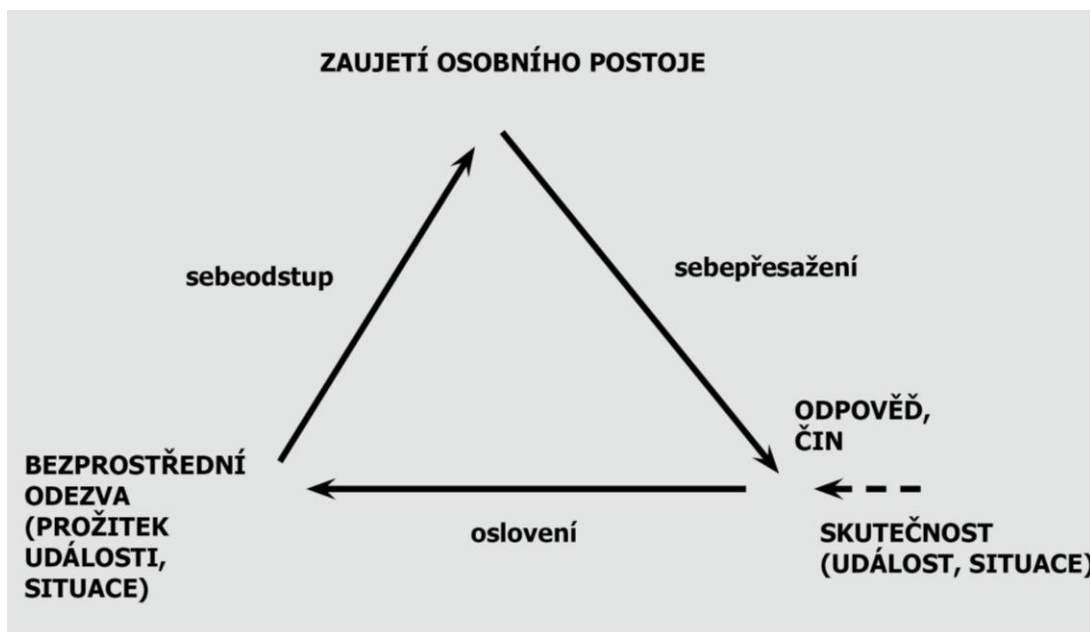 ZAUJETÍ OSOBNÍHO POSTOJE
sebeodstup
sebepřesažení
ODPOVĚĎ,
ČIN
BEZPROSTŘEDNÍ
ODEZVA
(PROŽITEK
UDÁLOSTI,
SITUACE)
oslovení
SKUTEČNOST
(UDÁLOST, SITUACE)